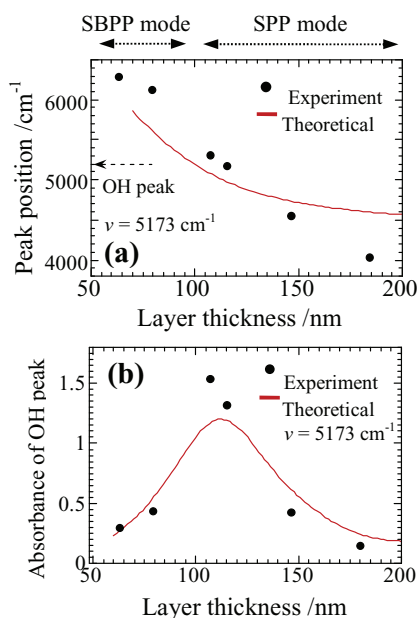 SBPP mode SPP mode
6000
5000
4000
Peak position /cm⁻¹
Experiment
Theoretical
OH peak
ν = 5173 cm⁻¹
(a)
50 100 150 200
Layer thickness /nm
(b)
1.5
1
0.5
0
Absorbance of OH peak
Experiment
Theoretical
ν = 5173 cm⁻¹
50 100 150 200
Layer thickness /nm